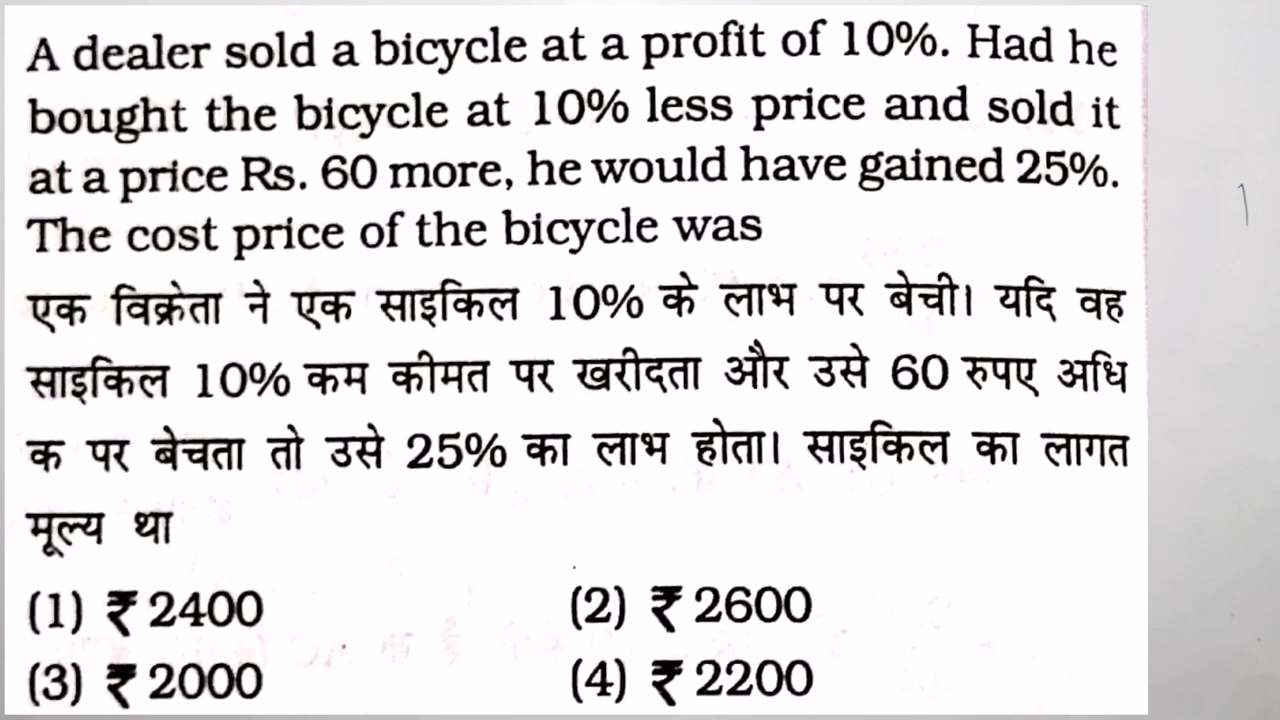 A dealer sold a bicycle at a profit of 10%. Had he
bought the bicycle at 10% less price and sold it
at a price Rs. 60 more, he would have gained 25%.
The cost price of the bicycle was
एक विक्रेता ने एक साइकिल 10% के लाभ पर बेची। यदि वह
साइकिल 10% कम कीमत पर खरीदता और उसे 60 रुपए अधि
क पर बेचता तो उसे 25% का लाभ होता। साइकिल का लागत
मूल्य था
(1) ₹ 2400 (2) ₹ 2600
(3) ₹ 2000 (4) ₹ 2200